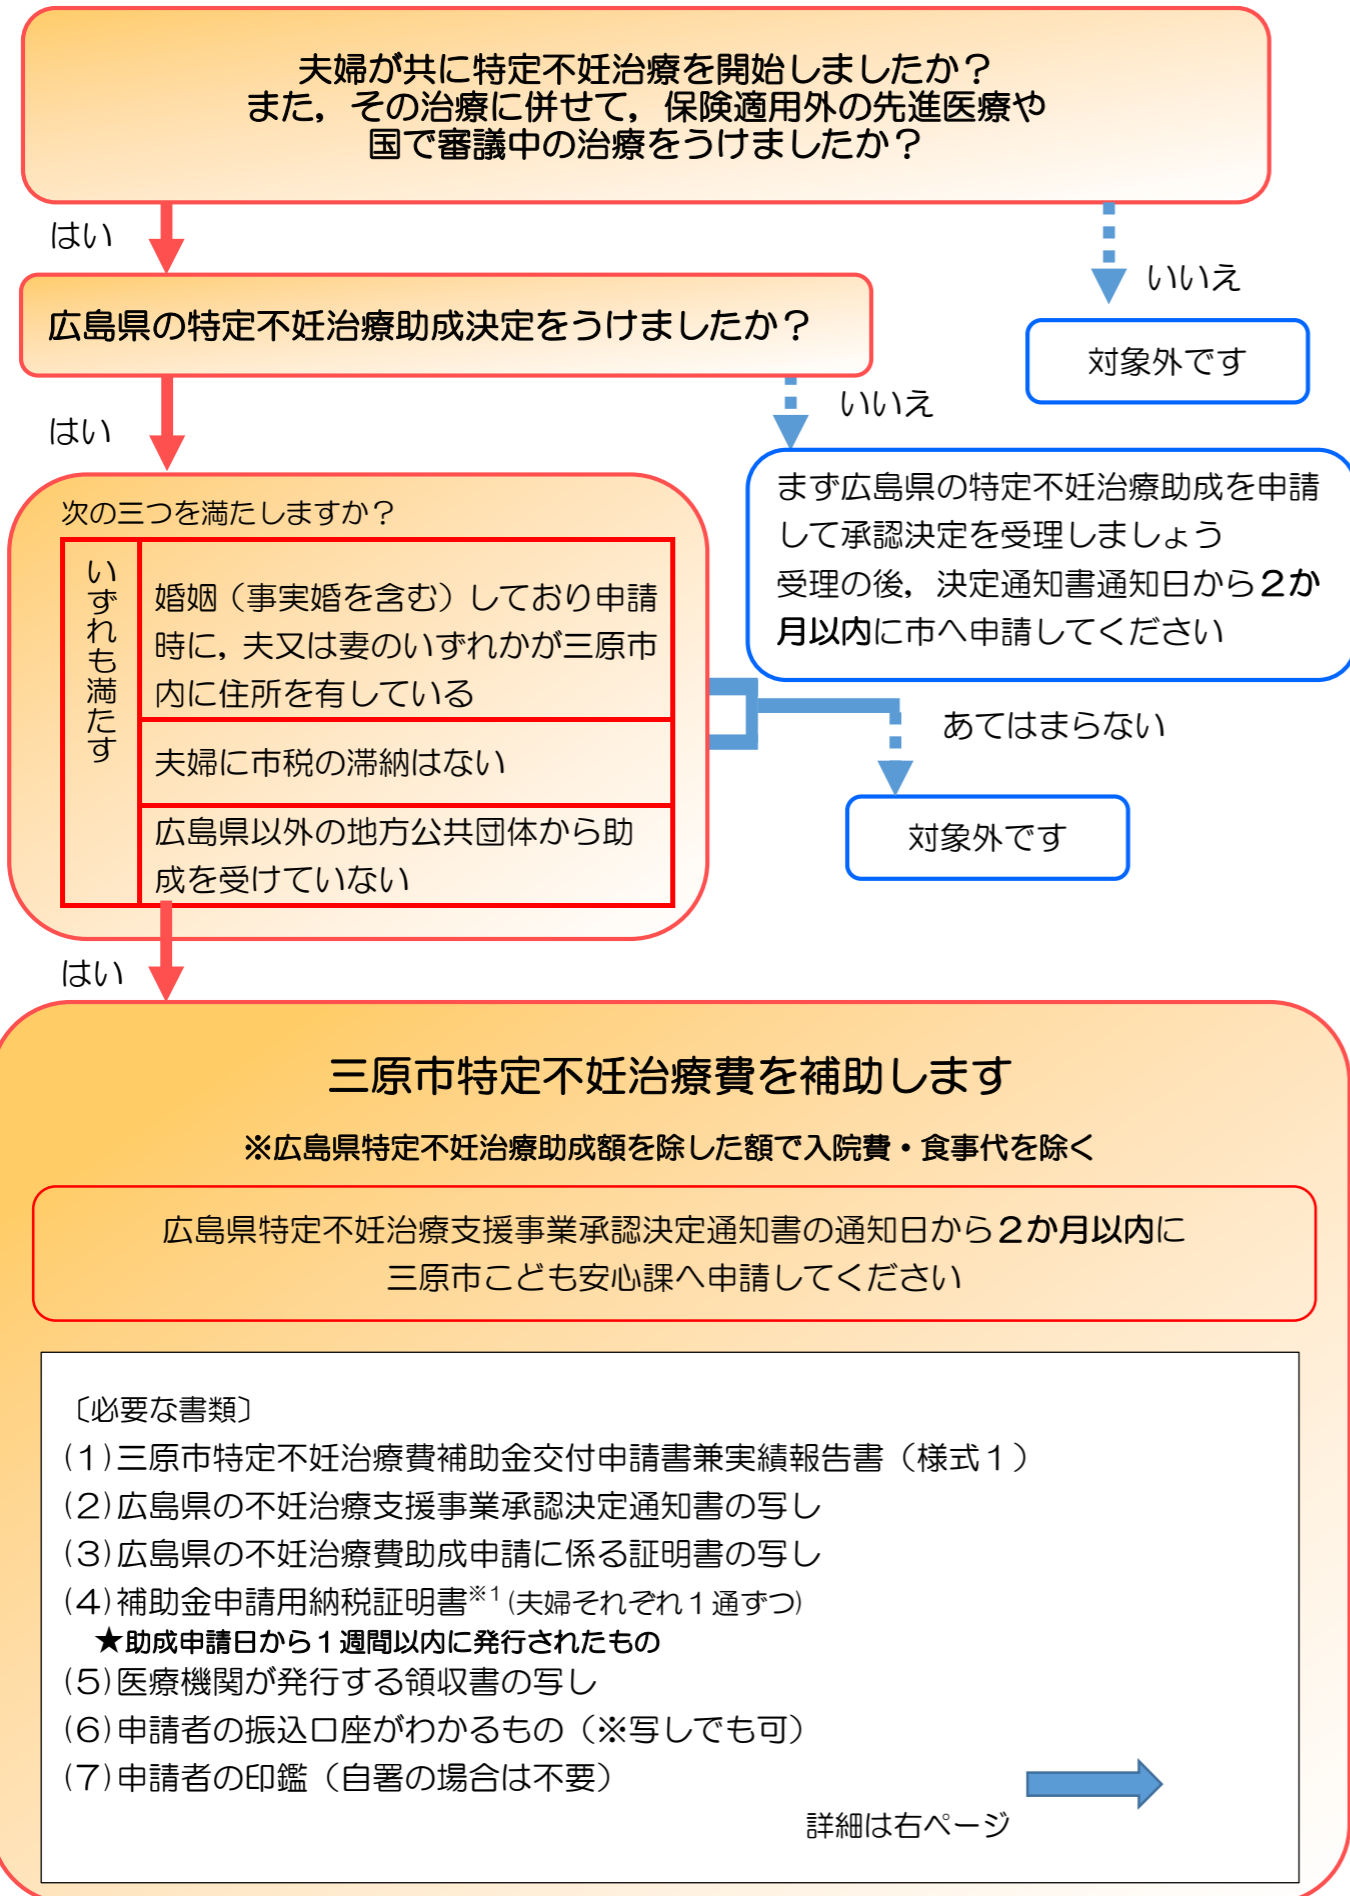 夫婦が共に特定不妊治療を開始しましたか？
また，その治療に併せて，保険適用外の先進医療や
国で審議中の治療をうけましたか？
はい
いいえ
広島県の特定不妊治療助成決定をうけましたか？
対象外です
はい
いいえ
まず広島県の特定不妊治療助成を申請
して承認決定を受理しましょう
受理の後，決定通知書通知日から２か
月以内に市へ申請してください
次の三つを満たしますか？
いずれも満たす
婚姻（事実婚を含む）しており申請
時に，夫又は妻のいずれかが三原市
内に住所を有している
夫婦に市税の滞納はない
広島県以外の地方公共団体から助
成を受けていない
あてはまらない
対象外です
はい
三原市特定不妊治療費を補助します
※広島県特定不妊治療助成額を除した額で入院費・食事代を除く
広島県特定不妊治療支援事業承認決定通知書の通知日から２か月以内に
三原市こども安心課へ申請してください
〔必要な書類〕
(1)三原市特定不妊治療費補助金交付申請書兼実績報告書（様式１）
(2)広島県の不妊治療支援事業承認決定通知書の写し
(3)広島県の不妊治療費助成申請に係る証明書の写し
(4)補助金申請用納税証明書※1(夫婦それぞれ１通ずつ)
★助成申請日から１週間以内に発行されたもの
(5)医療機関が発行する領収書の写し
(6)申請者の振込口座がわかるもの（※写しでも可）
(7)申請者の印鑑（自署の場合は不要）
詳細は右ページ